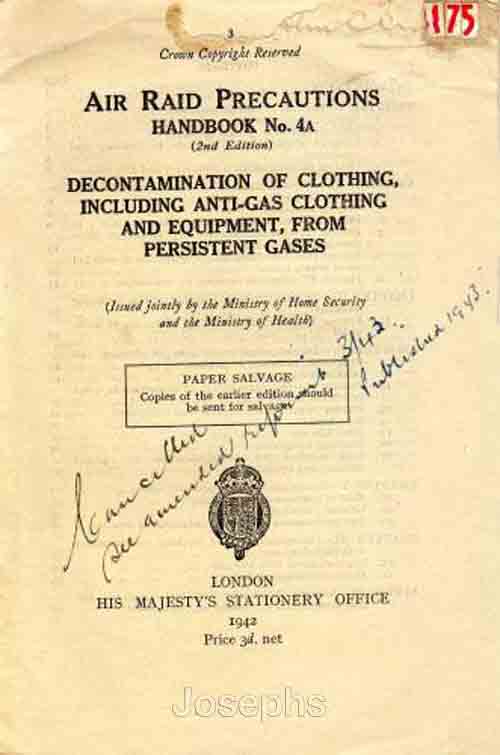 175
3
Crown Copyright Reserved
AIR RAID PRECAUTIONS
HANDBOOK No. 4A
(2nd Edition)
DECONTAMINATION OF CLOTHING,
INCLUDING ANTI-GAS CLOTHING
AND EQUIPMENT, FROM
PERSISTENT GASES
(Issued jointly by the Ministry of Home Security
and the Ministry of Health)
PAPER SALVAGE
Copies of the earlier edition should
be sent for salvage
Cancelled
See amended reprint 3/43.
Published 1943.
LONDON
HIS MAJESTY'S STATIONERY OFFICE
1942
Price 3d. net
Josephs